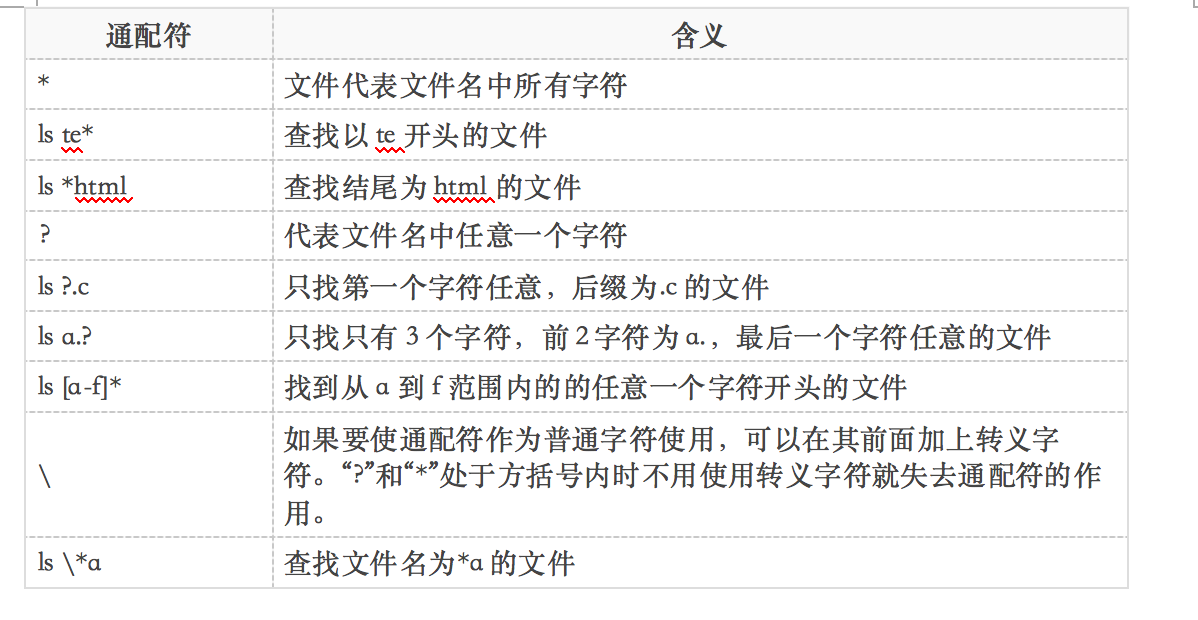 通配符 含义
* 文件代表文件名中所有字符
ls te* 查找以 te 开头的文件
ls *html 查找结尾为 html 的文件
? 代表文件名中任意一个字符
ls ?.c 只找第一个字符任意，后缀为.c 的文件
ls a.? 只找只有 3 个字符，前 2 字符为 a.，最后一个字符任意的文件
ls [a-f]* 找到从 a 到 f 范围内的的任意一个字符开头的文件
\ 如果要使通配符作为普通字符使用，可以在其前面加上转义字
符。“?”和“*”处于方括号内时不用使用转义字符就失去通配符的作
用。
ls \*a 查找文件名为*a 的文件